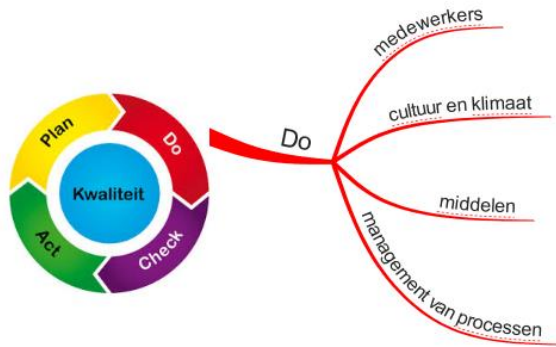 Plan
Do
Kwaliteit
Act
Check
Do
medewerkers
cultuur en klimaat
middelen
management van processen